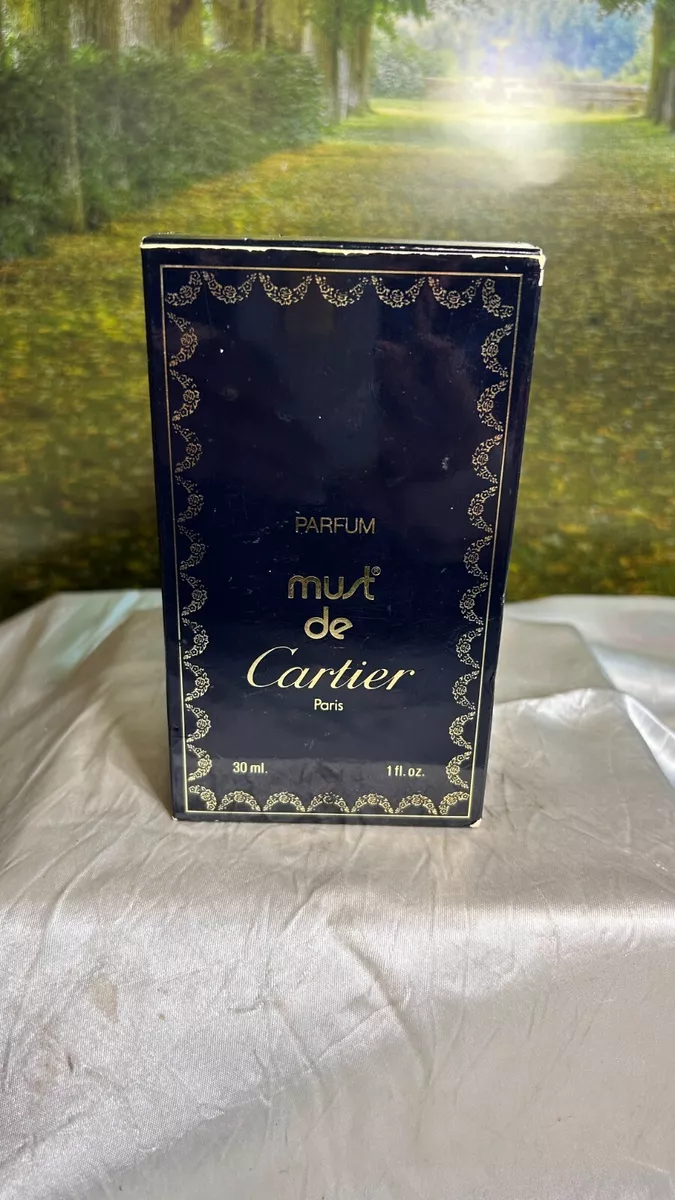 PARFUM
must®
de
Cartier
Paris
30 ml. 1 fl. oz.